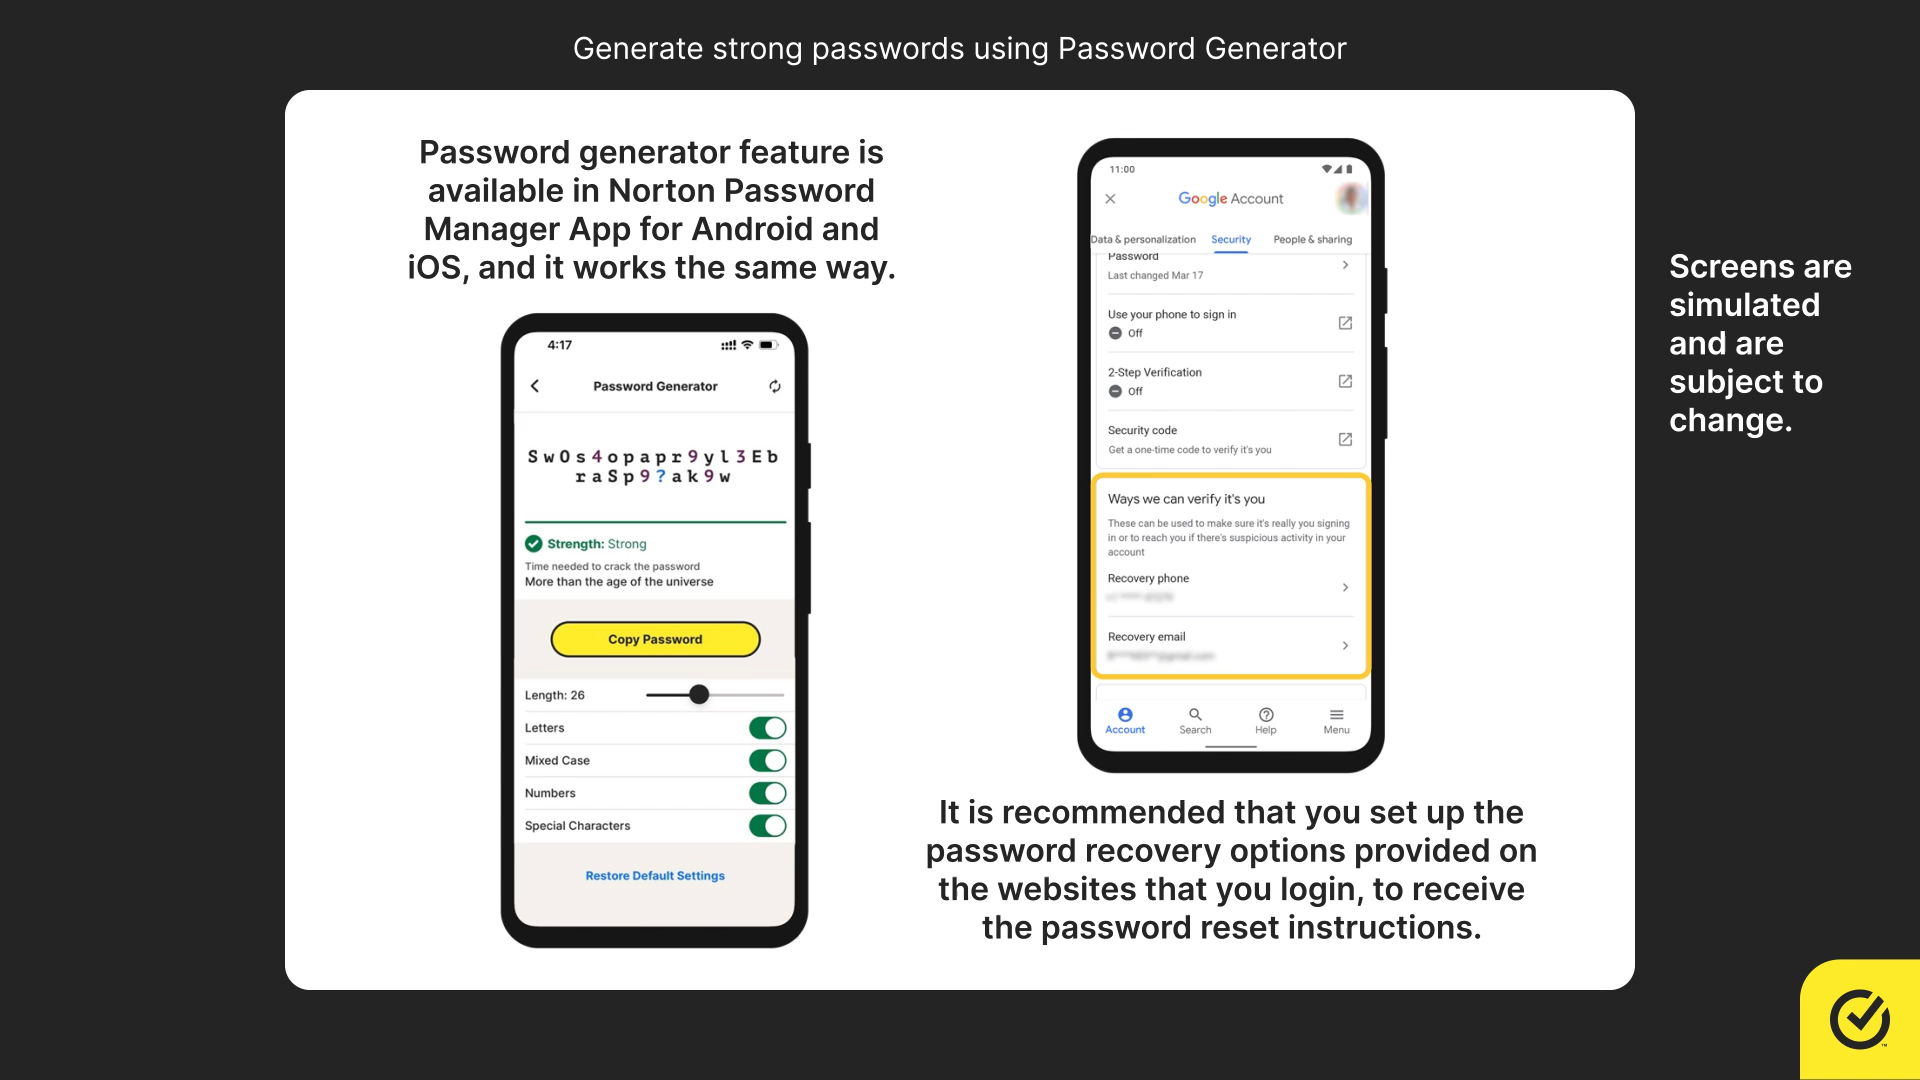 Generate strong passwords using Password Generator
Password generator feature is
available in Norton Password
Manager App for Android and
iOS, and it works the same way.
4:17
Password Generator
SwOs4opapr9yl3Eb
raSp9?ak9w
Strength: Strong
Time needed to crack the password
More than the age of the universe
Copy Password
Length: 26
Letters
Mixed Case
Numbers
Special Characters
Restore Default Settings
11:00
Google Account
Data & personalization Security People & sharing
Password
Last changed Mar 17
Use your phone to sign in
Off
2-Step Verification
Off
Security code
Get a one-time code to verify it's you
Ways we can verify it's you
These can be used to make sure it's really you signing
in or to reach you if there's suspicious activity in your
account
Recovery phone
Recovery email
Account Search Help Menu
It is recommended that you set up the
password recovery options provided on
the websites that you login, to receive
the password reset instructions.
Screens are
simulated
and are
subject to
change.